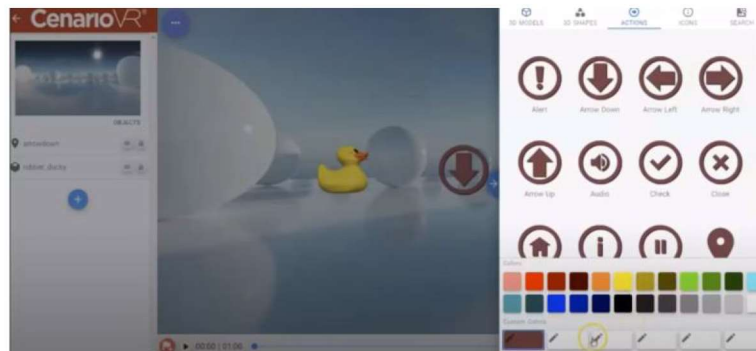 CenarioVR®
3D MODELS
3D SHAPES
ACTIONS
ICONS
SEARCH
OBJECTS
arrowdown
rubber_ducky
Alert
Arrow Down
Arrow Left
Arrow Right
Arrow Up
Audio
Check
Close
Colors
Custom Colors
00:00 | 01:00